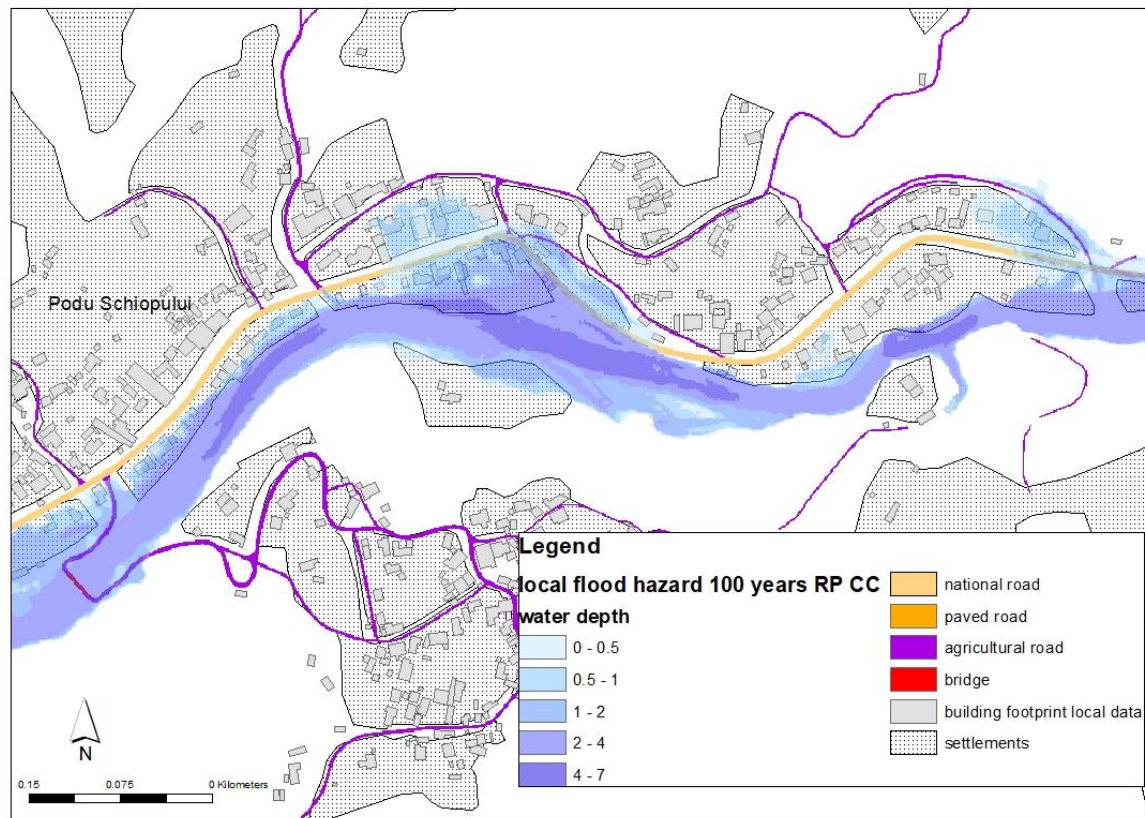 Podu Schiopului
Legend
local flood hazard 100 years RP CC
water depth
0 - 0.5
0.5 - 1
1 - 2
2 - 4
4 - 7
national road
paved road
agricultural road
bridge
building footprint local data
settlements
N
0.15 0.075 0 Kilometers